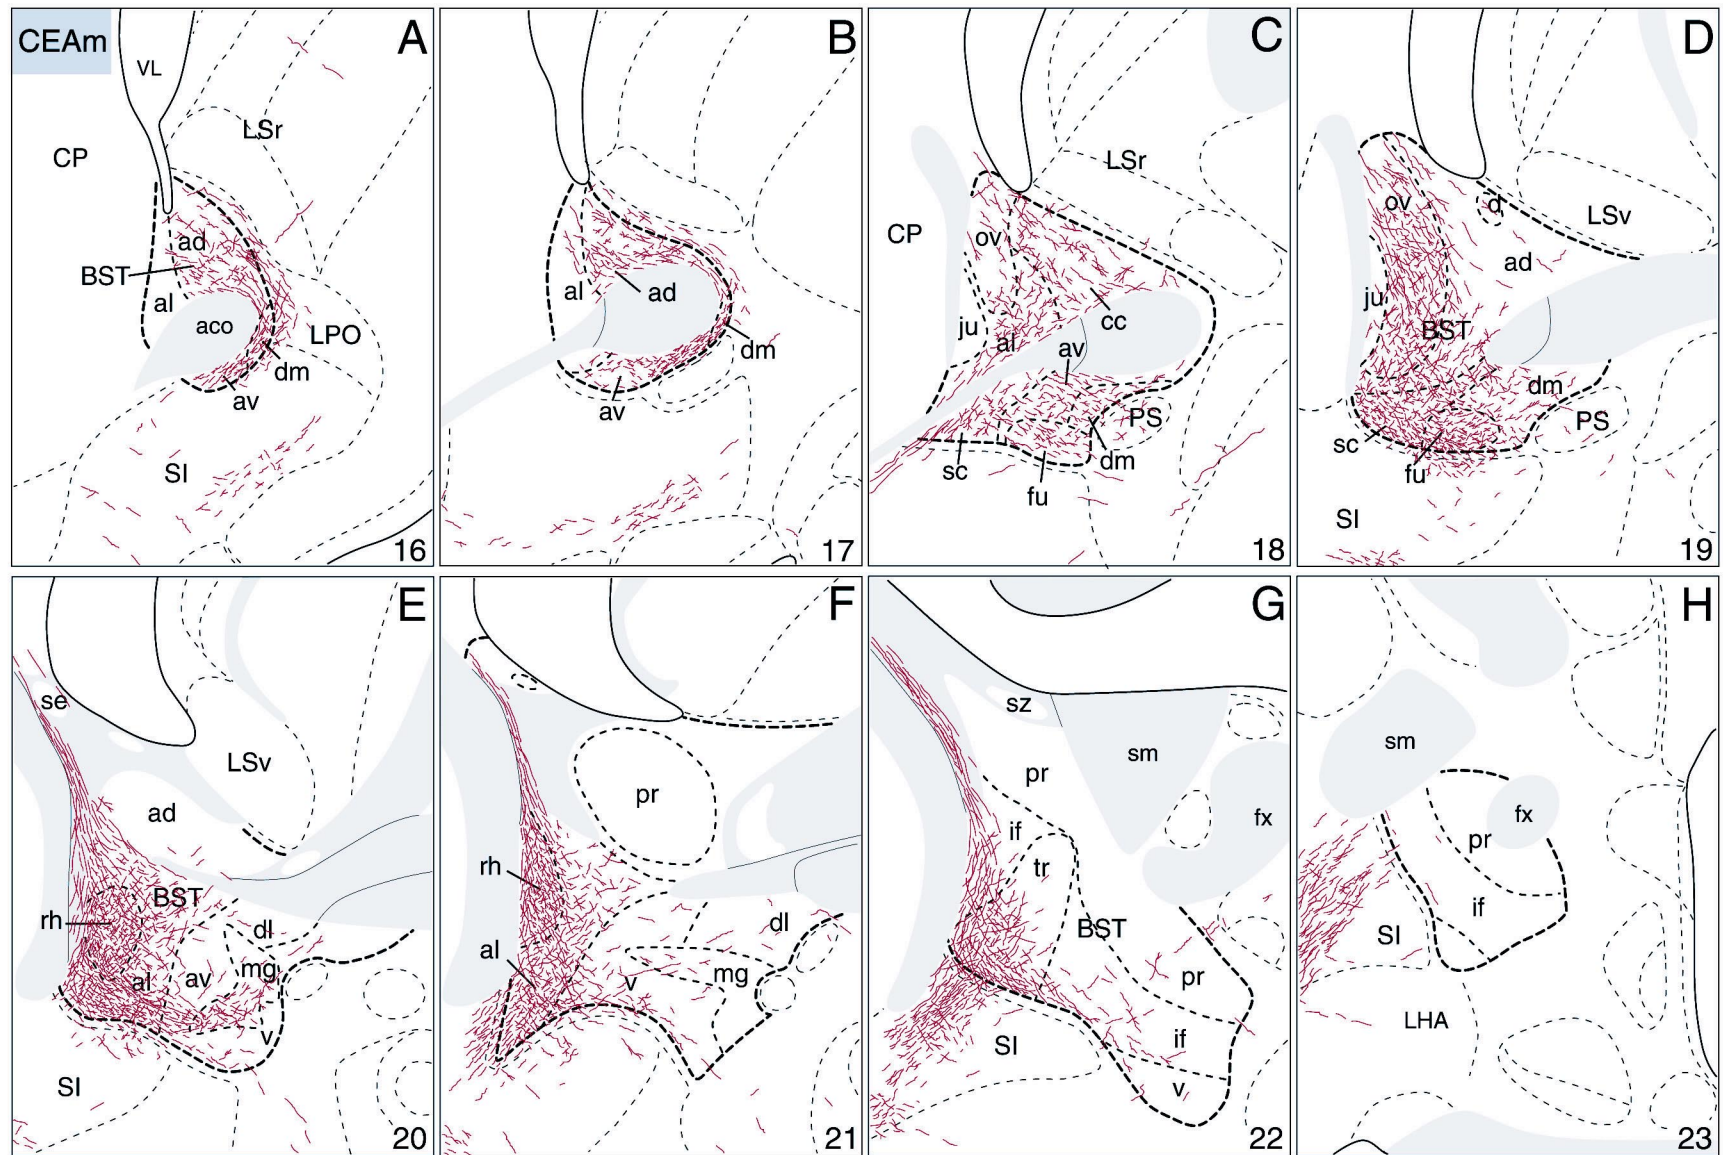 CEAm
A
VL
LSr
CP
ad
BST
al
aco
LPO
dm
av
SI
16
B
al
ad
dm
av
17
C
LSr
CP
ov
ju
al
cc
av
PS
sc
dm
fu
18
D
ov
d
LSv
ad
ju
BST
dm
PS
sc
fu
SI
19
E
se
LSv
ad
BST
rh
dl
al
av
mg
v
SI
20
F
pr
rh
dl
al
v
mg
21
G
sz
sm
pr
fx
if
tr
BST
pr
if
SI
v
22
H
sm
fx
pr
if
SI
LHA
23